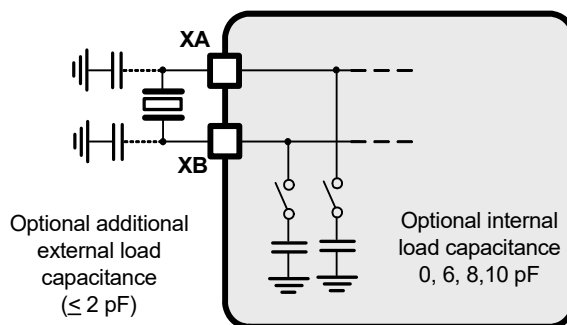 XA
XB
Optional additional
external load
capacitance
(≤ 2 pF)
Optional internal
load capacitance
0, 6, 8,10 pF